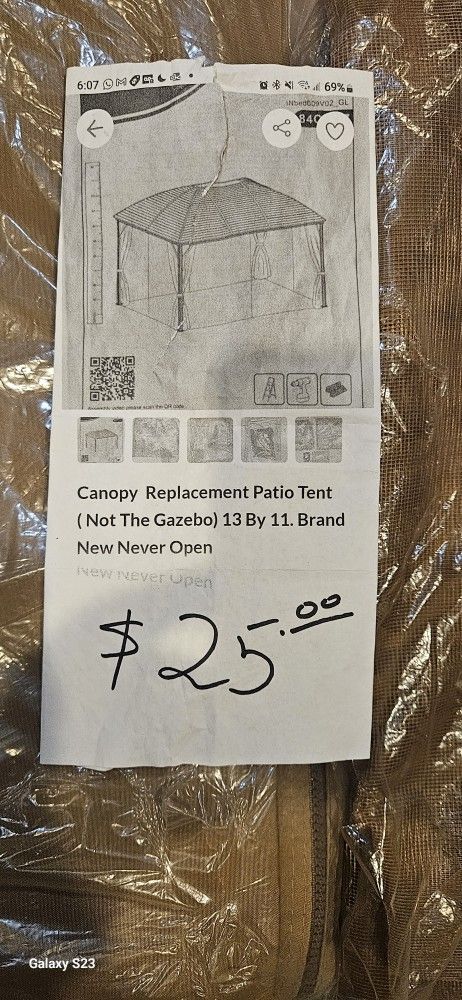 6:07
69%
84C
Canopy Replacement Patio Tent
( Not The Gazebo) 13 By 11. Brand
New Never Open
New Never Open
$25.00
Galaxy S23